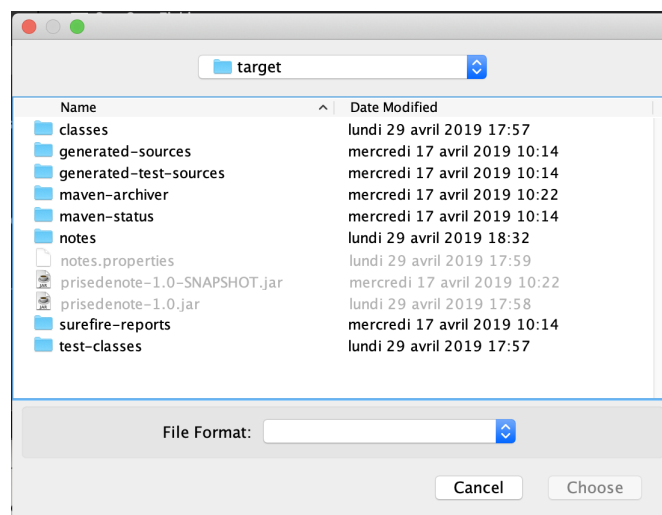 target
Name Date Modified
classes lundi 29 avril 2019 17:57
generated-sources mercredi 17 avril 2019 10:14
generated-test-sources mercredi 17 avril 2019 10:14
maven-archiver mercredi 17 avril 2019 10:22
maven-status mercredi 17 avril 2019 10:14
notes lundi 29 avril 2019 18:32
notes.properties lundi 29 avril 2019 17:59
prisedenote-1.0-SNAPSHOT.jar mercredi 17 avril 2019 10:22
prisedenote-1.0.jar lundi 29 avril 2019 17:58
surefire-reports mercredi 17 avril 2019 10:14
test-classes lundi 29 avril 2019 17:57
File Format:
Cancel Choose